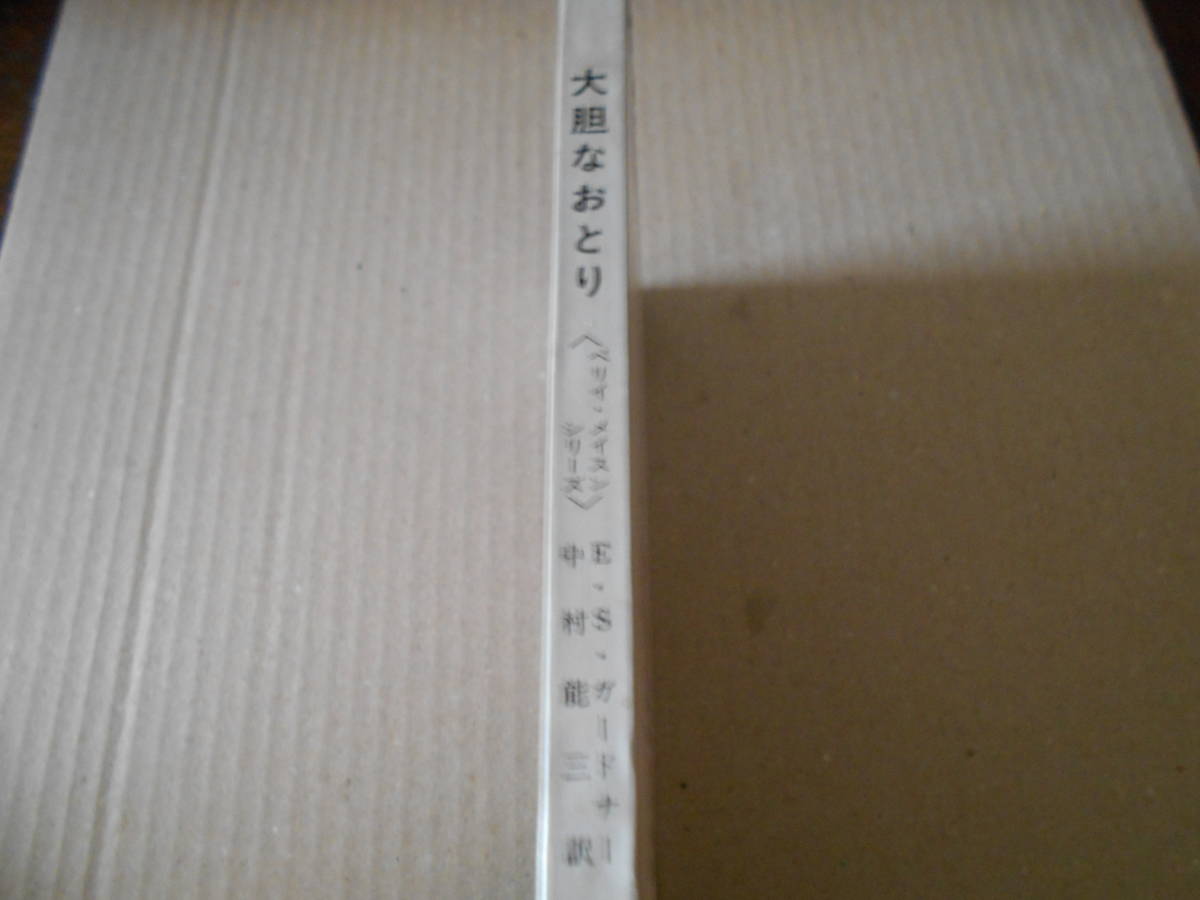 大胆なおとり
〈ペリイ・メイスン
シリーズ〉
E・S・ガードナー
中村能三 訳